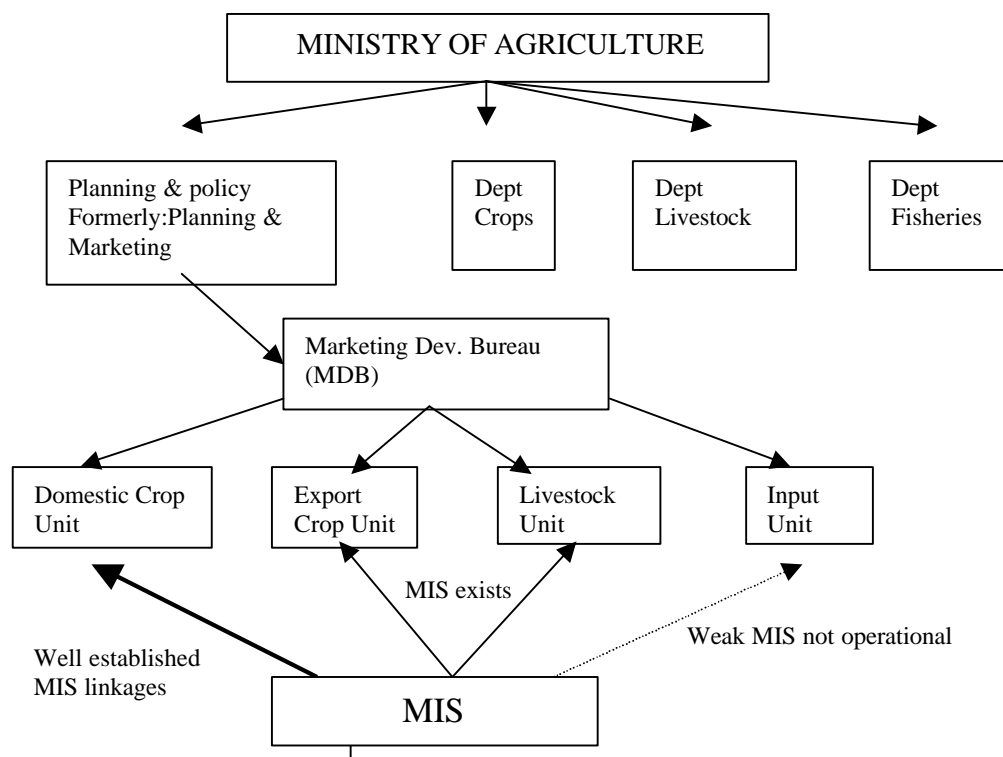 MINISTRY OF AGRICULTURE
Planning & policy
Formerly:Planning &
Marketing
Dept
Crops
Dept
Livestock
Dept
Fisheries
Marketing Dev. Bureau
(MDB)
Domestic Crop
Unit
Export
Crop Unit
Livestock
Unit
Input
Unit
MIS exists
Weak MIS not operational
Well established
MIS linkages
MIS